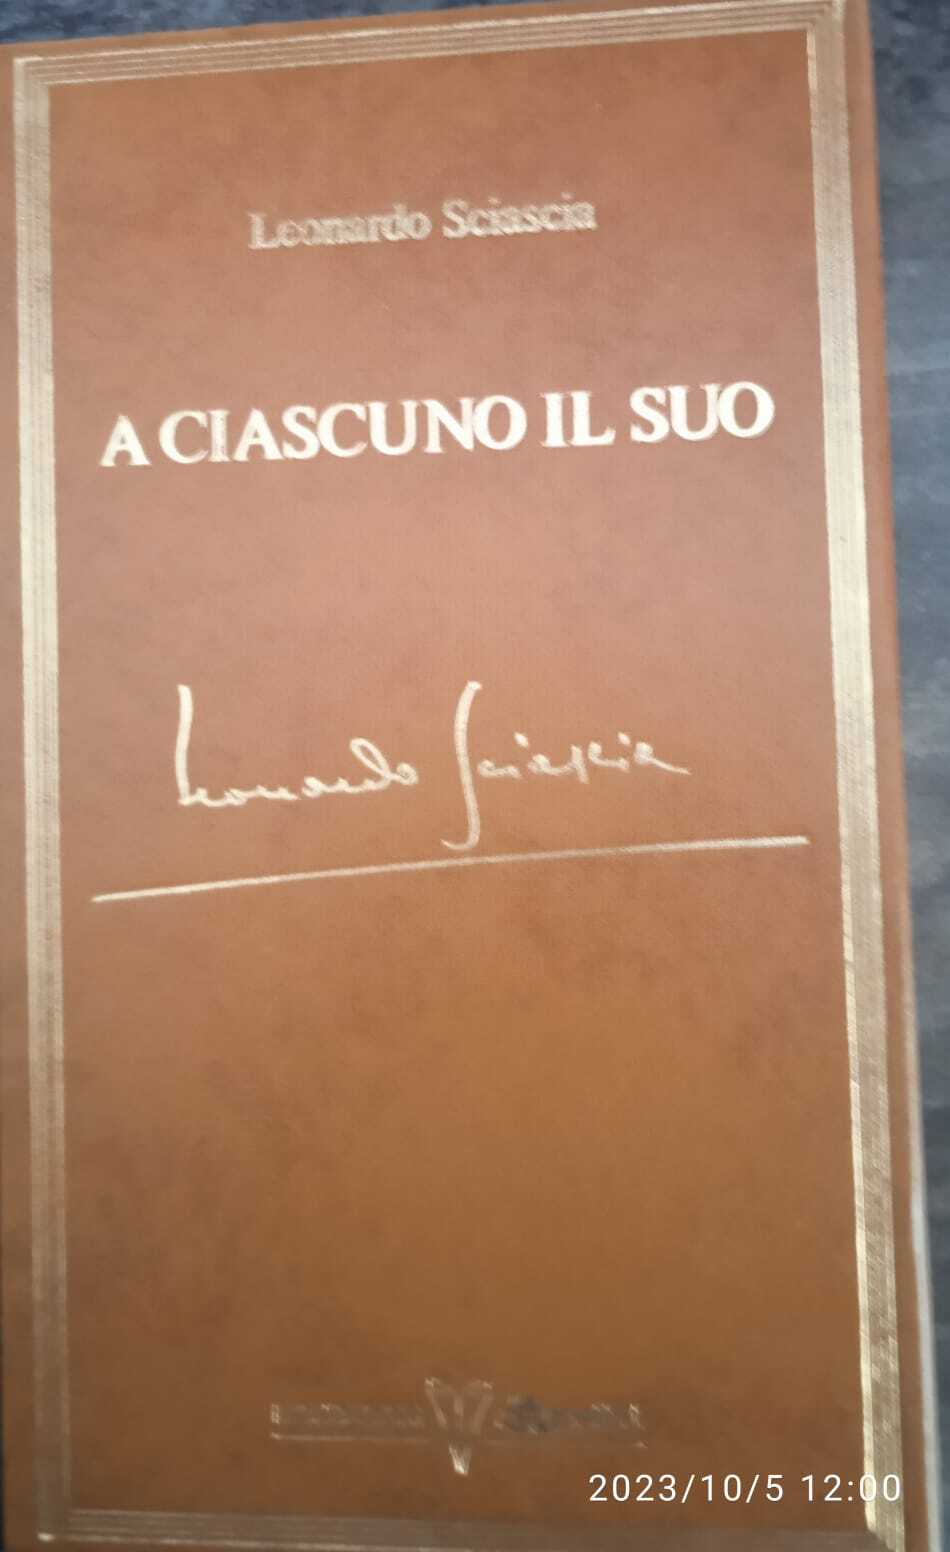 Leonardo Sciascia
A CIASCUNO IL SUO
Leonardo Sciascia
2023/10/5 12:00